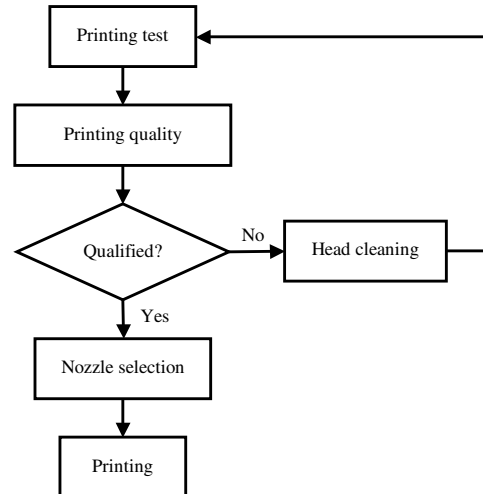 Printing test
Printing quality
Qualified?
No
Head cleaning
Yes
Nozzle selection
Printing